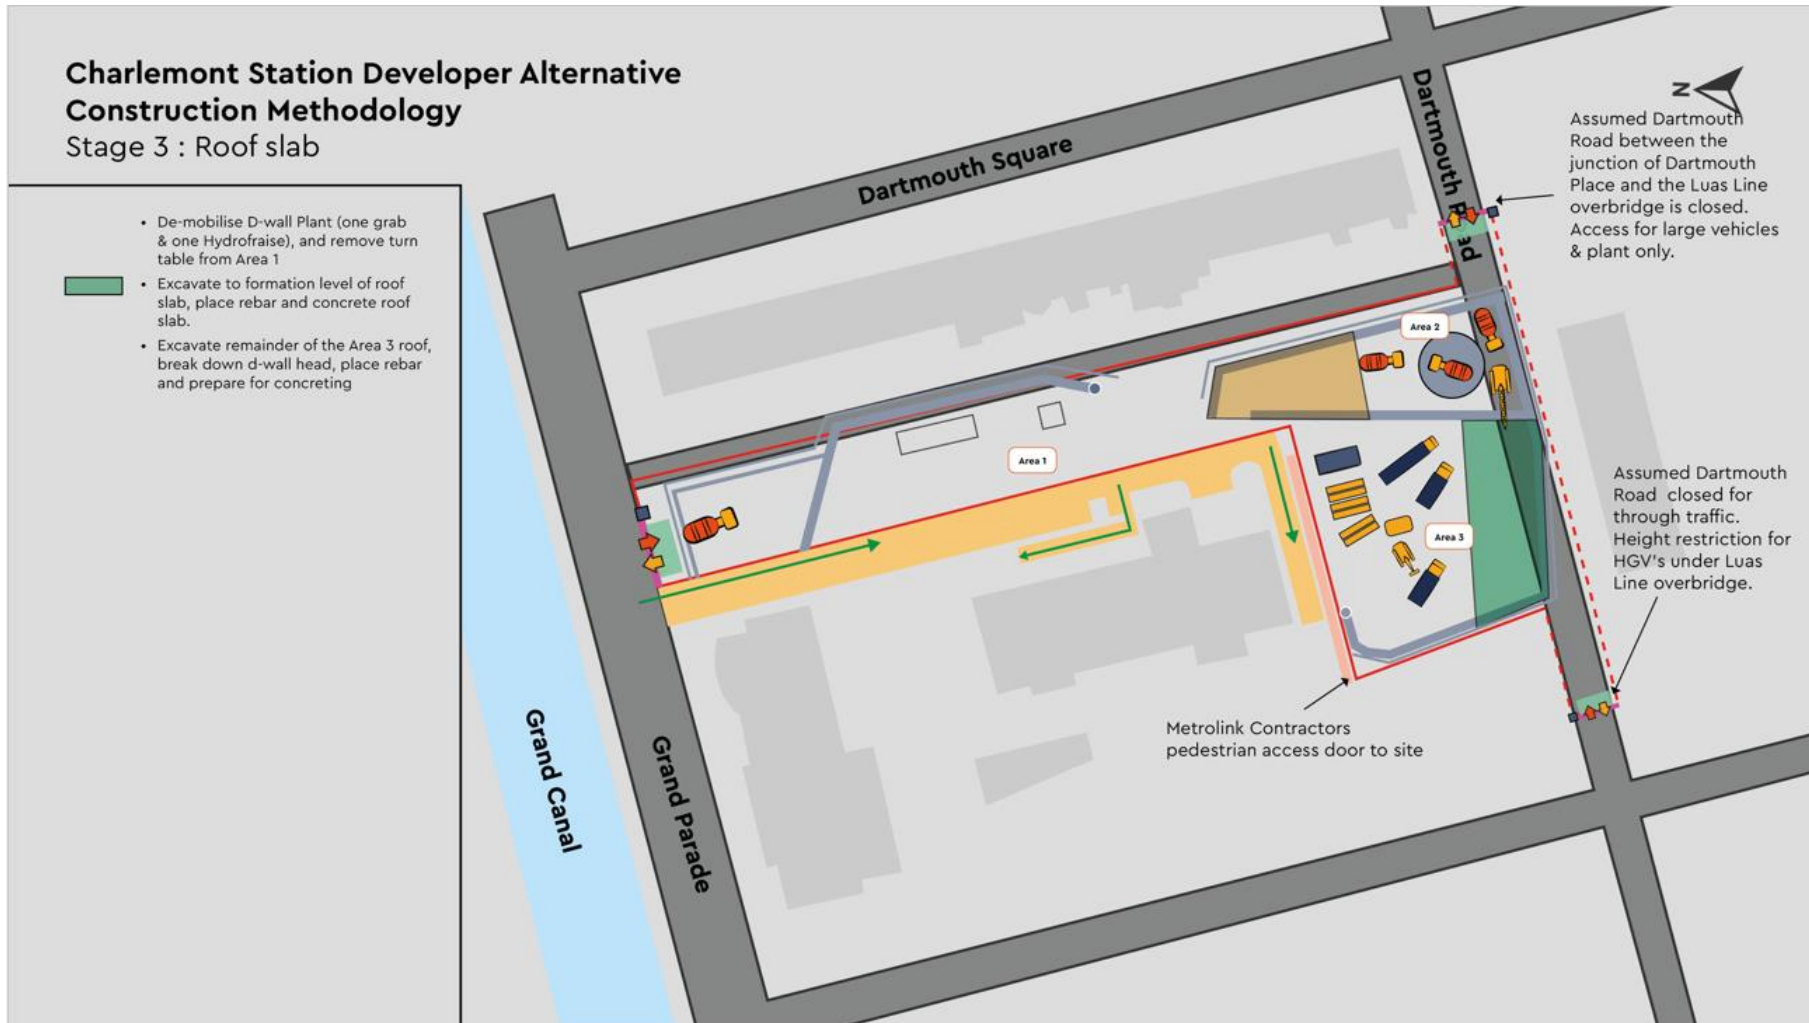 Charlemont Station Developer Alternative
Construction Methodology
Stage 3 : Roof slab
• De-mobilise D-wall Plant (one grab
& one Hydrofraise), and remove turn
table from Area 1
• Excavate to formation level of roof
slab, place rebar and concrete roof
slab.
• Excavate remainder of the Area 3 roof,
break down d-wall head, place rebar
and prepare for concreting
Dartmouth Square
Dartmouth Road
N
Assumed Dartmouth
Road between the
junction of Dartmouth
Place and the Luas Line
overbridge is closed.
Access for large vehicles
& plant only.
Area 2
Area 1
Area 3
Assumed Dartmouth
Road closed for
through traffic.
Height restriction for
HGV's under Luas
Line overbridge.
Metrolink Contractors
pedestrian access door to site
Grand Canal
Grand Parade